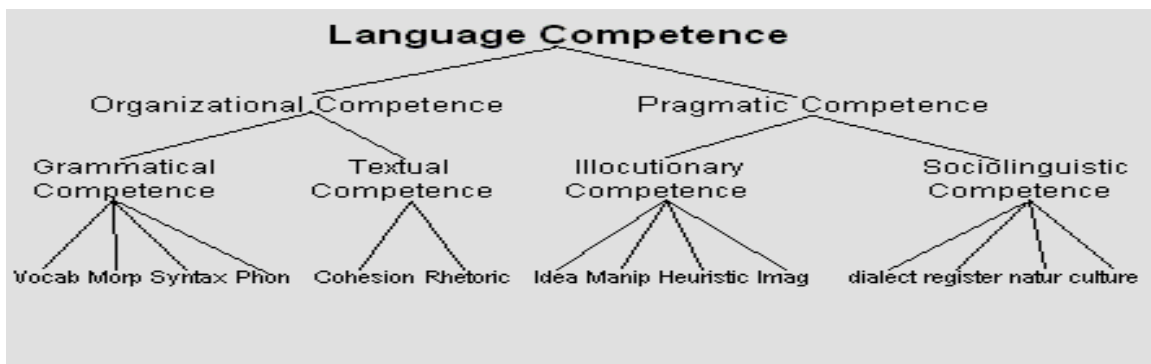 Language Competence
Organizational Competence
Pragmatic Competence
Grammatical
Competence
Textual
Competence
Illocutionary
Competence
Sociolinguistic
Competence
Vocab Morp Syntax Phon
Cohesion Rhetoric
Idea Manip Heuristic Imag
dialect register natur culture